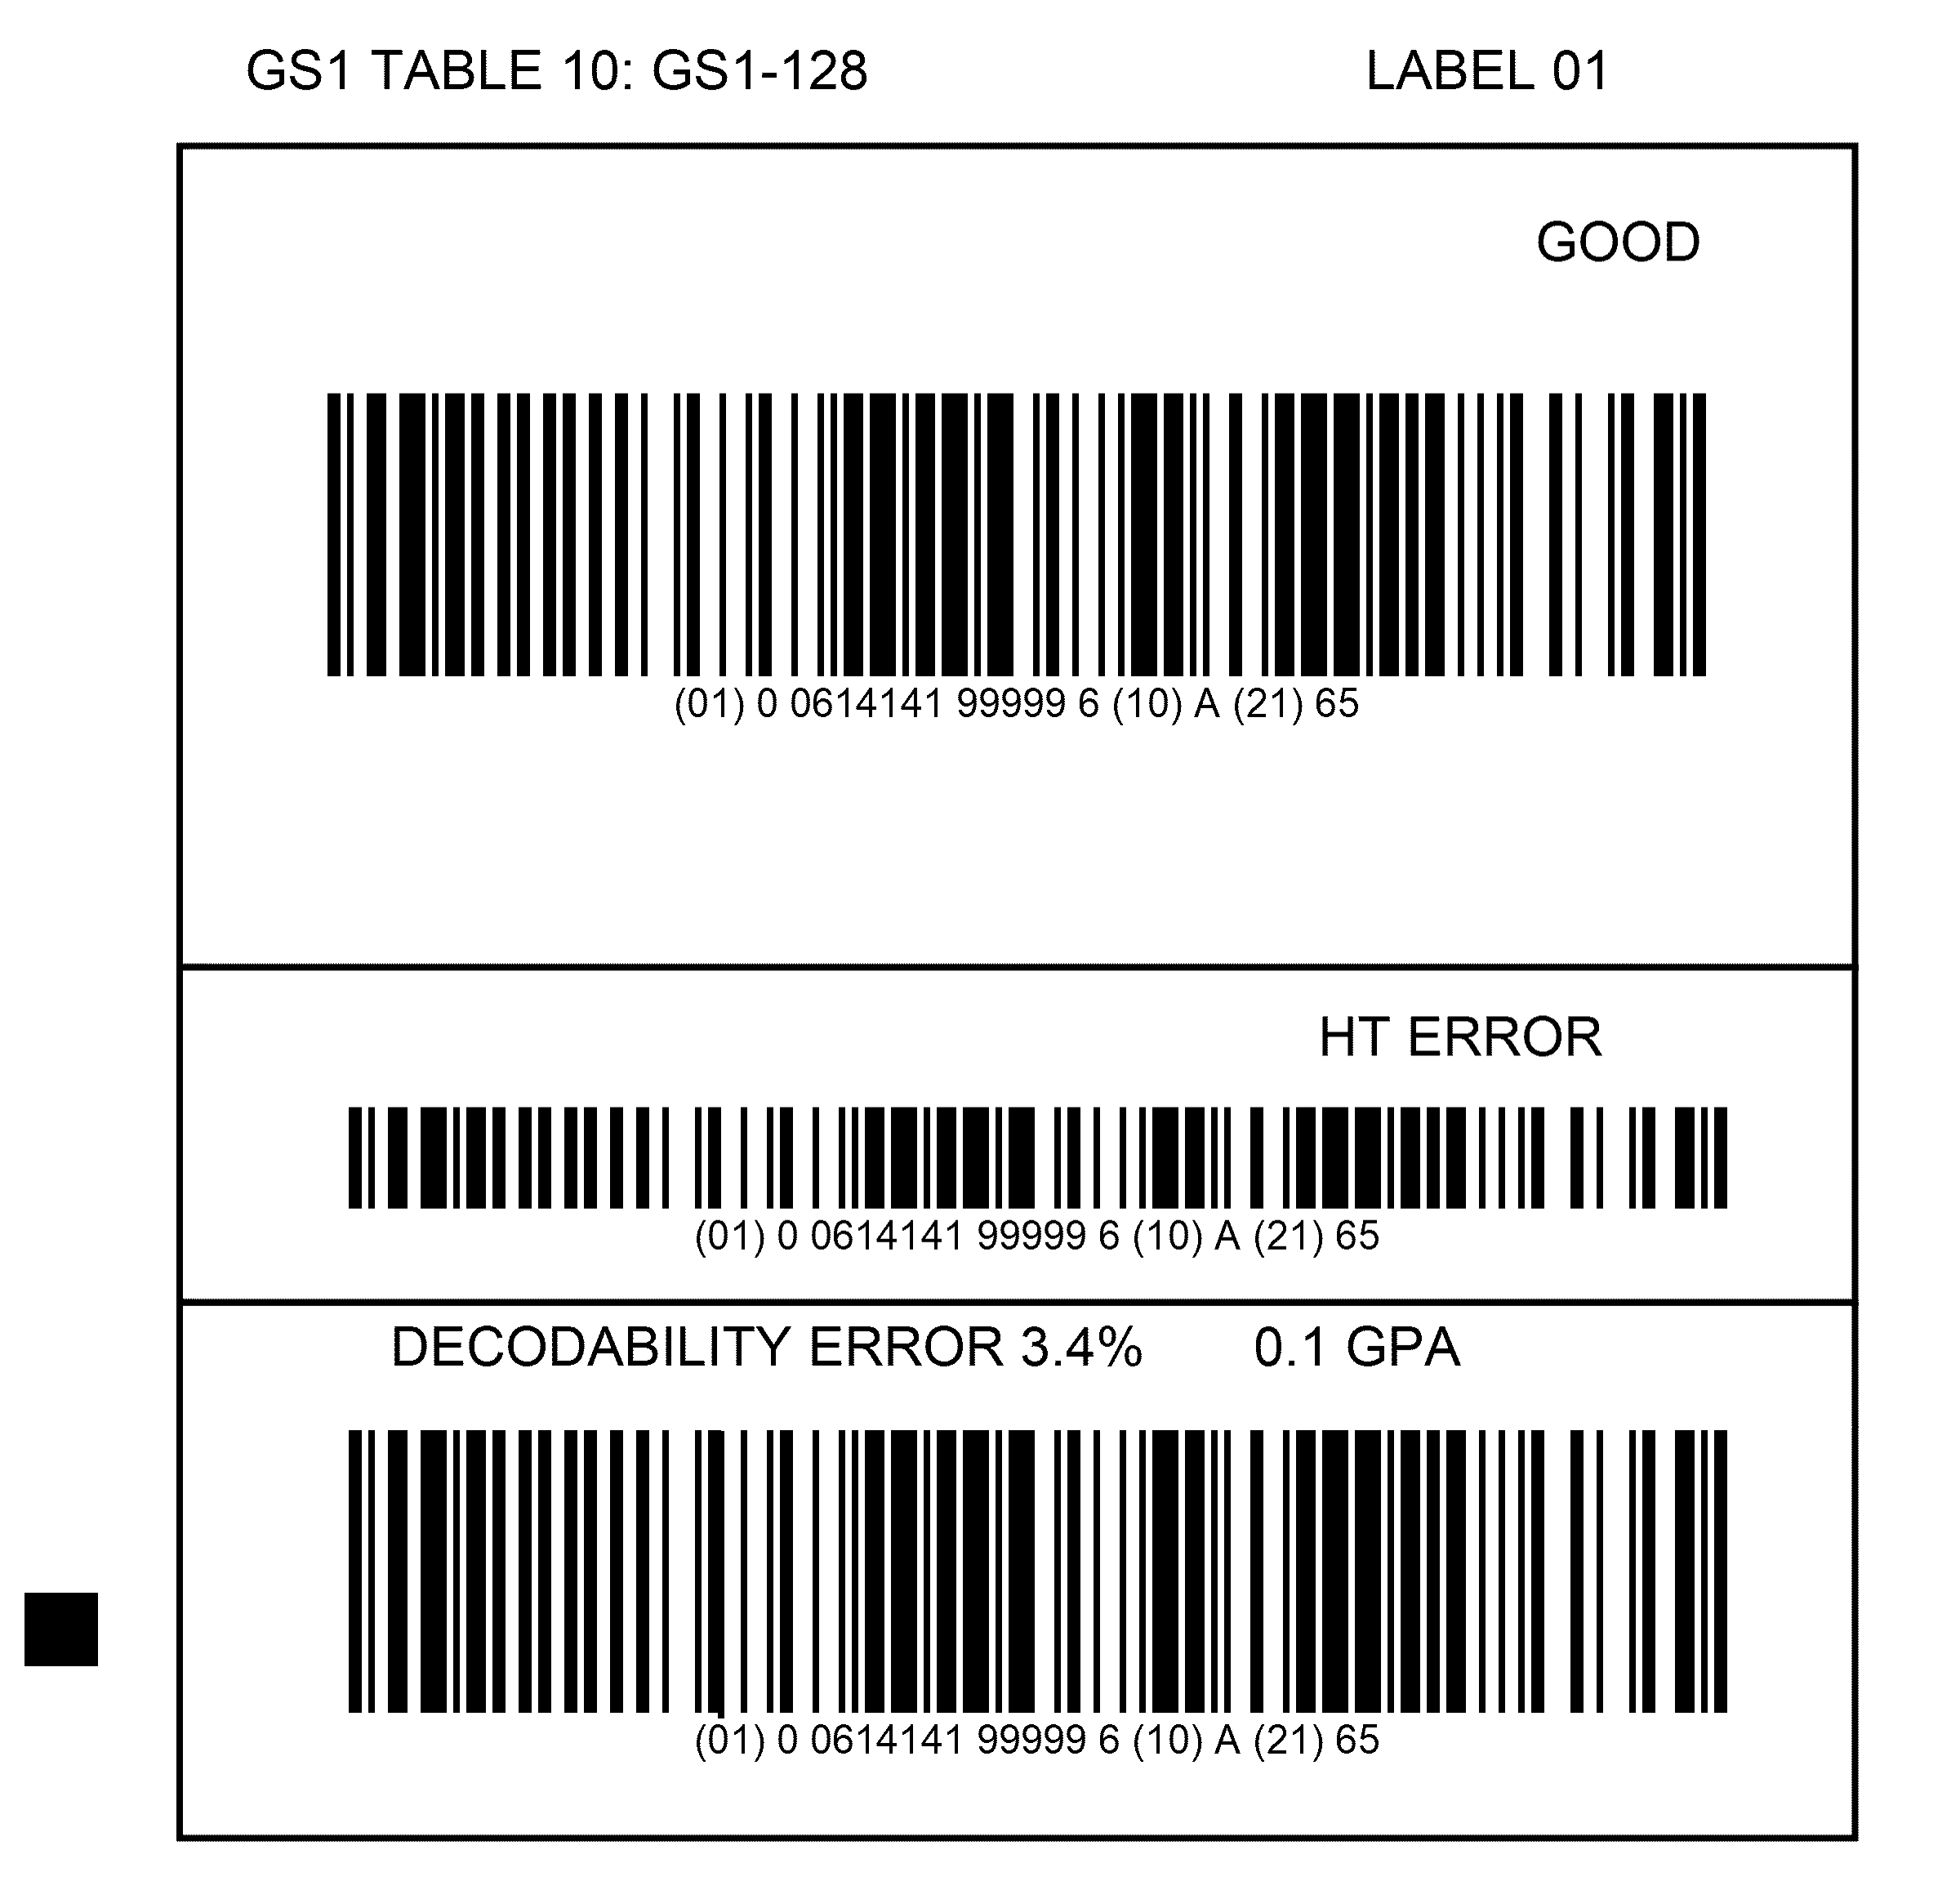 GS1 TABLE 10: GS1-128 LABEL 01
GOOD
(01) 0 0614141 99999 6 (10) A (21) 65
HT ERROR
(01) 0 0614141 99999 6 (10) A (21) 65
DECODABILITY ERROR 3.4% 0.1 GPA
(01) 0 0614141 99999 6 (10) A (21) 65